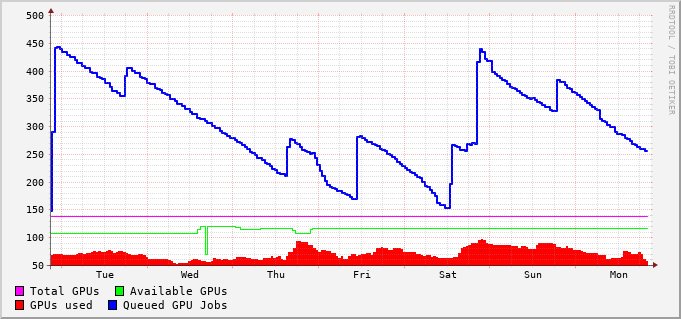 500
450
400
350
300
250
200
150
100
50
Tue Wed Thu Fri Sat Sun Mon
Total GPUs Available GPUs
GPUs used Queued GPU Jobs
RRDTOOL / TOBI OETIKER